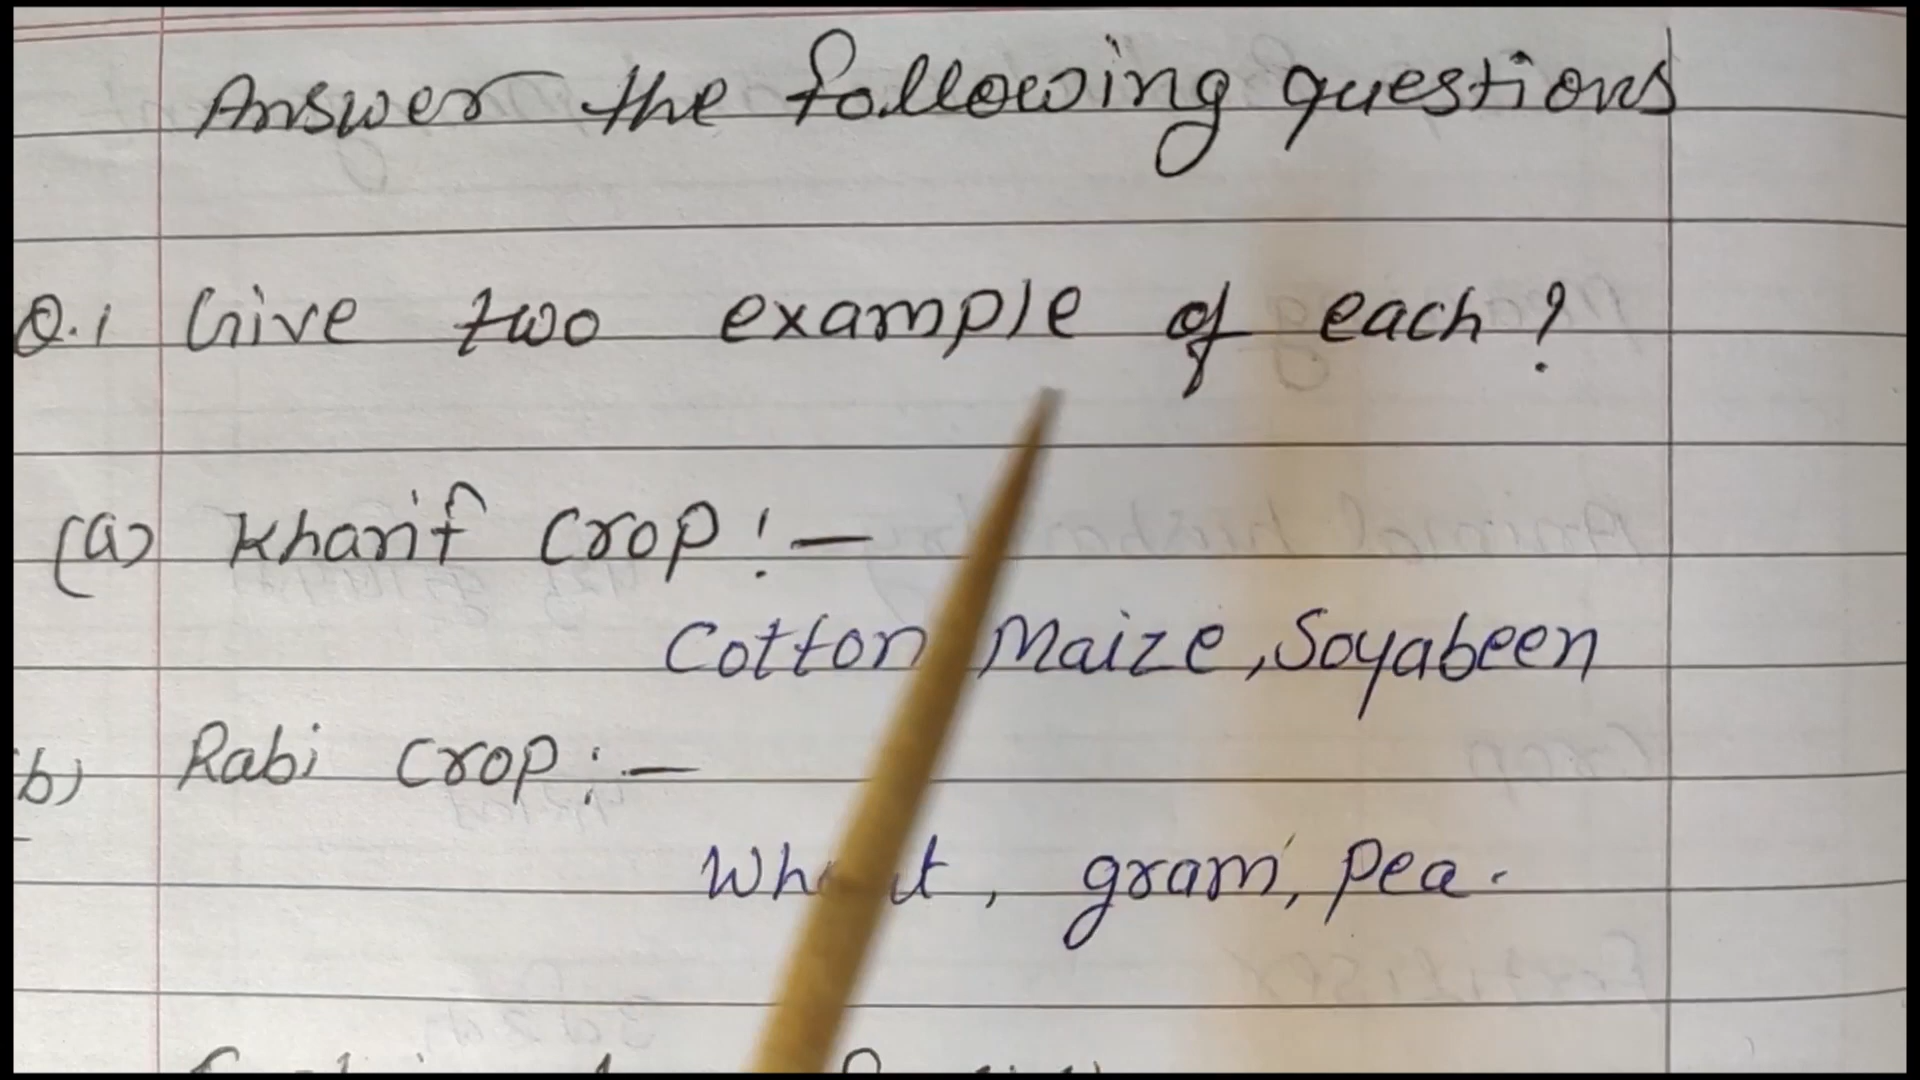 Answer the following questions
Q.1 Give two example of each?
(a) Kharif crop:-
Cotton Maize, Soyabeen
b) Rabi crop:-
gram, pea.